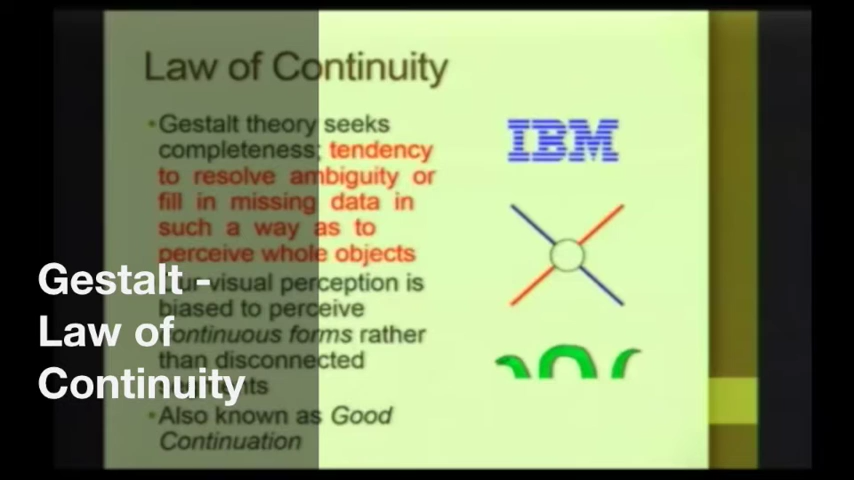 Law of Continuity
•Gestalt theory seeks
completeness; tendency
to resolve ambiguity or
fill in missing data in
such a way as to
perceive whole objects
visual perception is
biased to perceive
continuous forms rather
than disconnected
•Also known as Good
Continuation
IBM
Gestalt -
Law of
Continuity